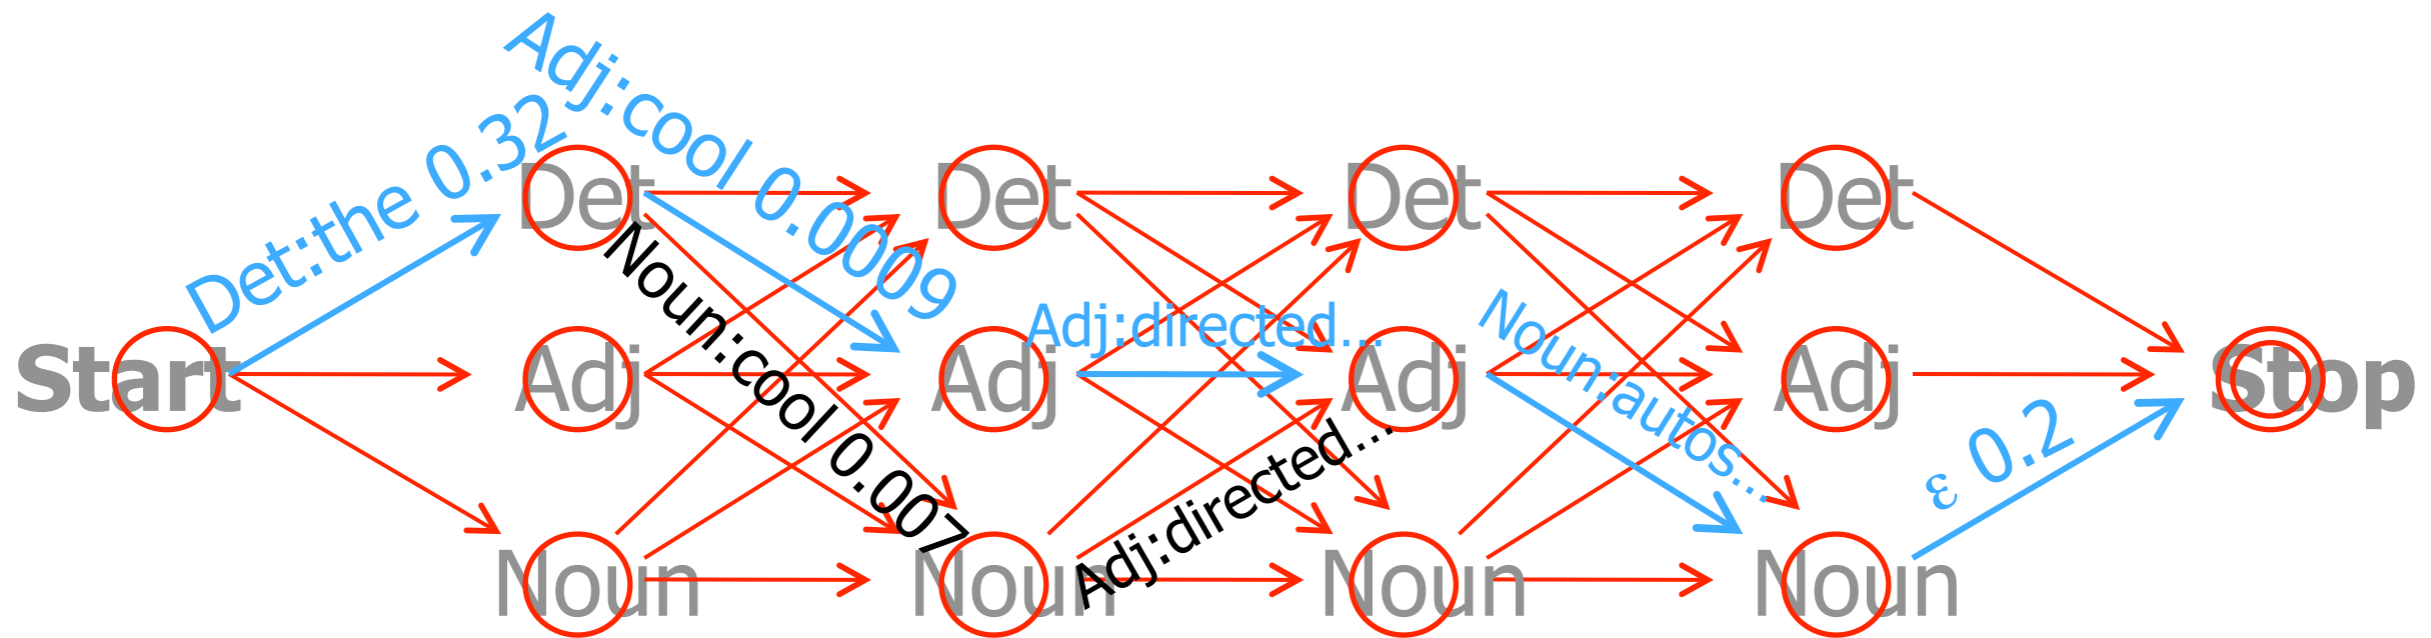 Adj:cool 0.0009
Det:the 0.32
Det Det Det Det
Noun:cool 0.007
Adj:directed...
Noun:autos...
Start Adj Adj Adj Adj Stop
Adj:directed...
ε 0.2
Noun Noun Noun Noun